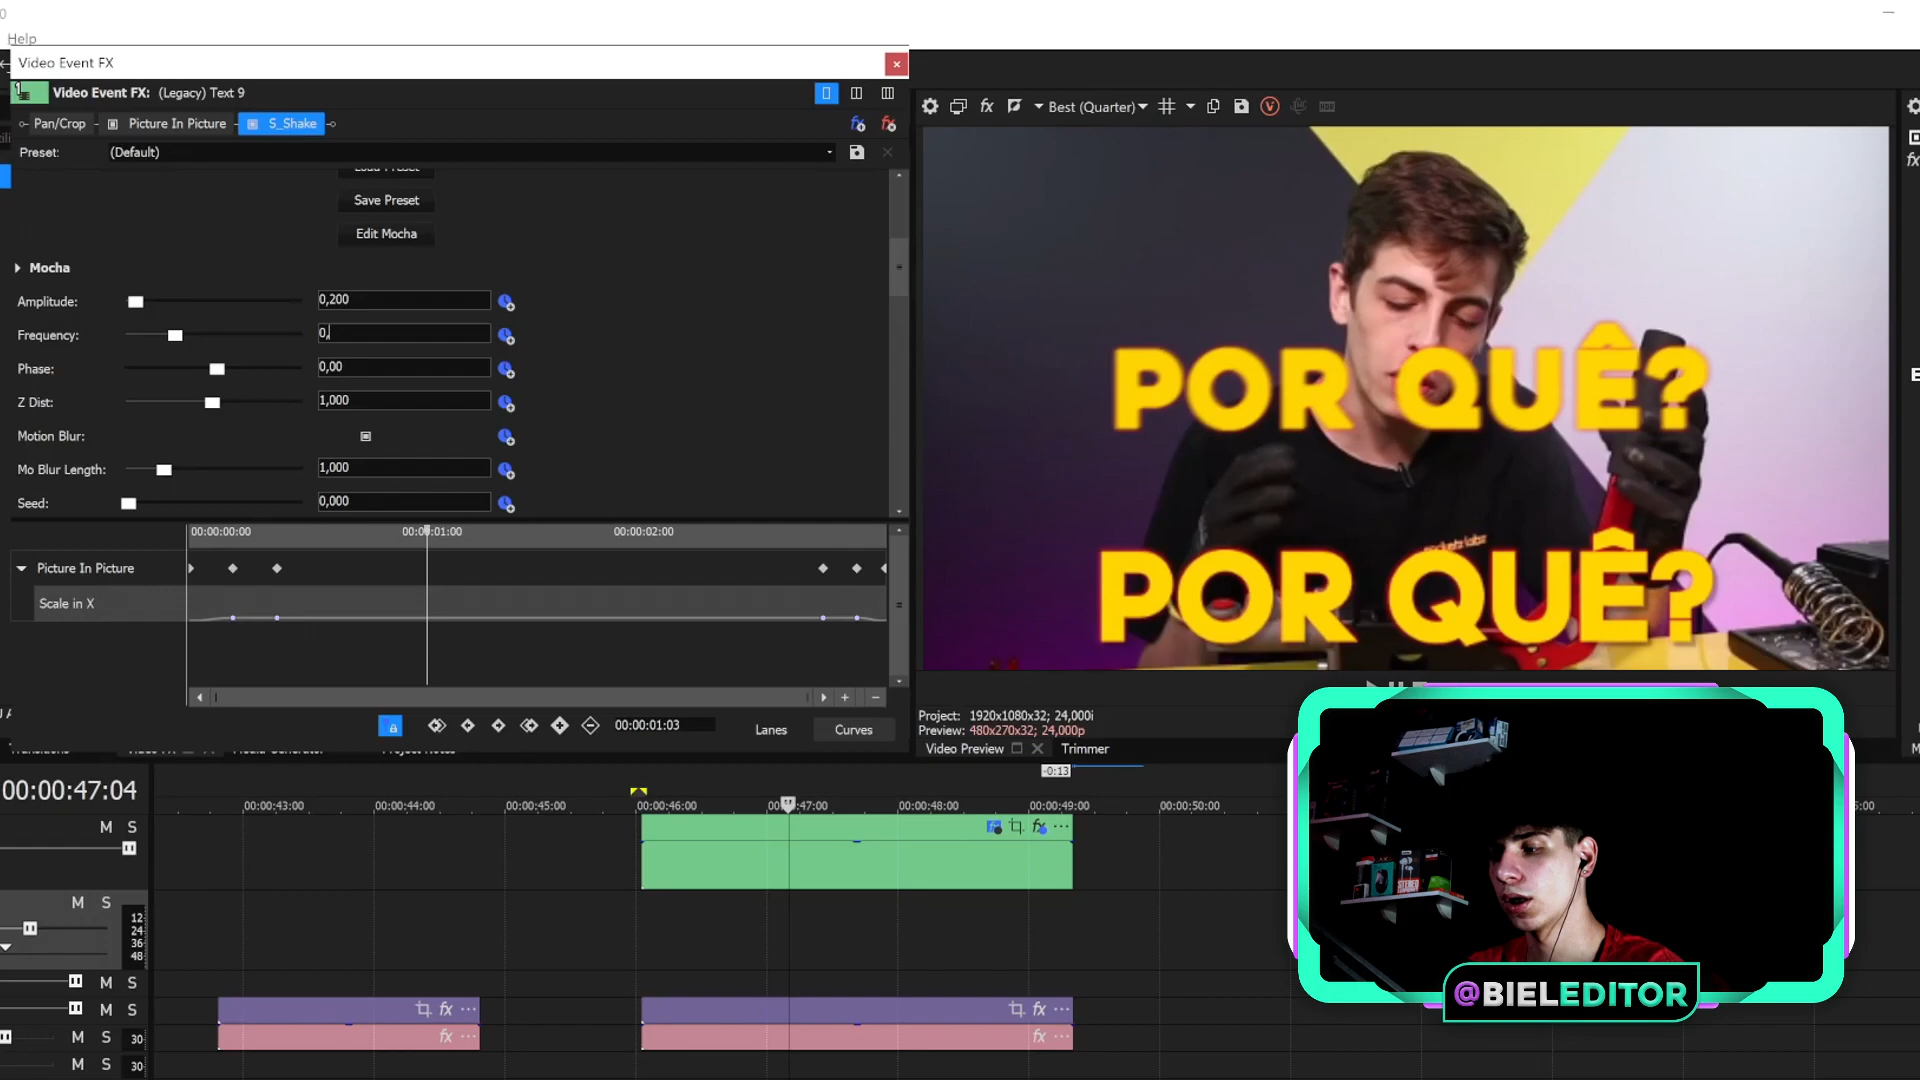 Help
Video Event FX
Video Event FX: (Legacy) Text 9
Pan/Crop
Picture In Picture
S_Shake
Preset:
(Default)
Load Preset
Save Preset
Edit Mocha
Mocha
Amplitude: 0,200
Frequency: 0,
Phase: 0,00
Z Dist: 1,000
Motion Blur:
Mo Blur Length: 1,000
Seed: 0,000
00:00:00:00
00:00:01:00
00:00:02:00
Picture In Picture
Scale in X
00:00:01:03
Lanes
Curves
fx
Best (Quarter)
POR QUÊ?
POR QUÊ?
Project: 1920x1080x32; 24,000i
Preview: 480x270x32; 24,000p
Video Preview
Trimmer
Project Notes
-0:13
00:00:47:04
00:00:43:00
00:00:44:00
00:00:45:00
00:00:46:00
00:00:48:00
00:00:49:00
00:00:50:00
M S
fx
M S
12
24
36
48
M S
M S
fx
fx
M S
30
fx
fx
M S
30
@BIELEDITOR